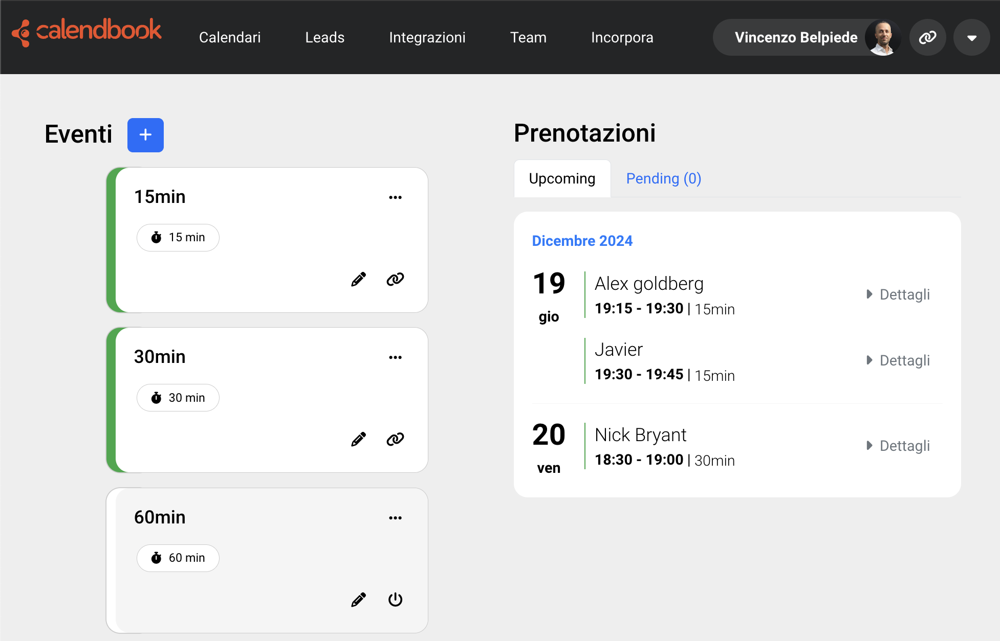 calendbook
Calendari Leads Integrazioni Team Incorpora Vincenzo Belpiede
Eventi +
15min
15 min
30min
30 min
60min
60 min
Prenotazioni
Upcoming Pending (0)
Dicembre 2024
19 gio
Alex goldberg
19:15 - 19:30 | 15min
Dettagli
Javier
19:30 - 19:45 | 15min
Dettagli
20 ven
Nick Bryant
18:30 - 19:00 | 30min
Dettagli